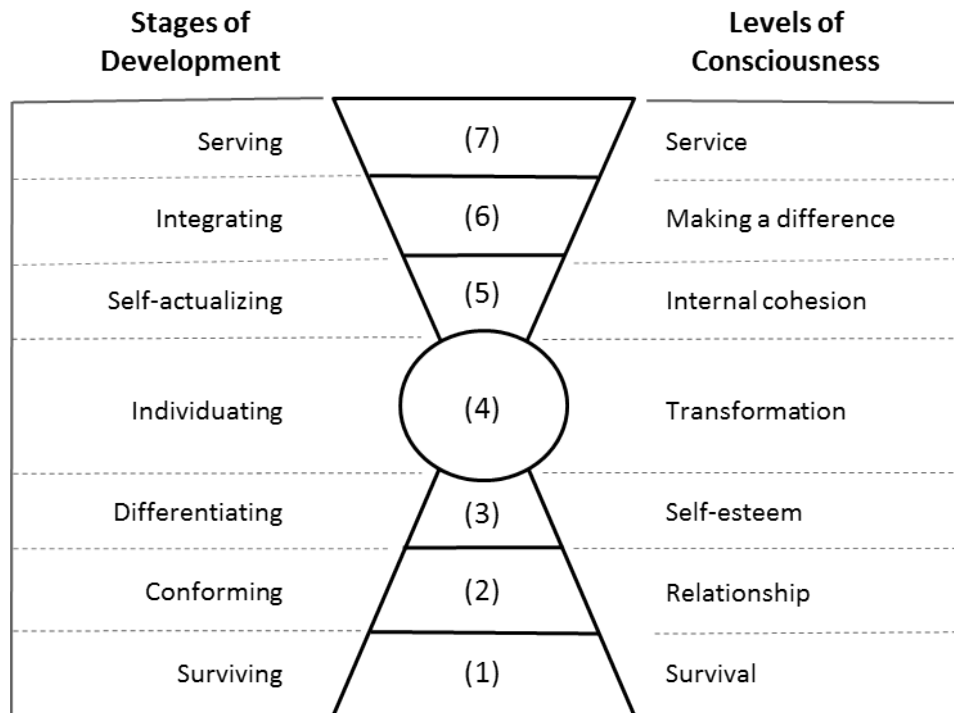 Stages of
Development
Levels of
Consciousness
Serving (7) Service
Integrating (6) Making a difference
Self-actualizing (5) Internal cohesion
Individuating (4) Transformation
Differentiating (3) Self-esteem
Conforming (2) Relationship
Surviving (1) Survival